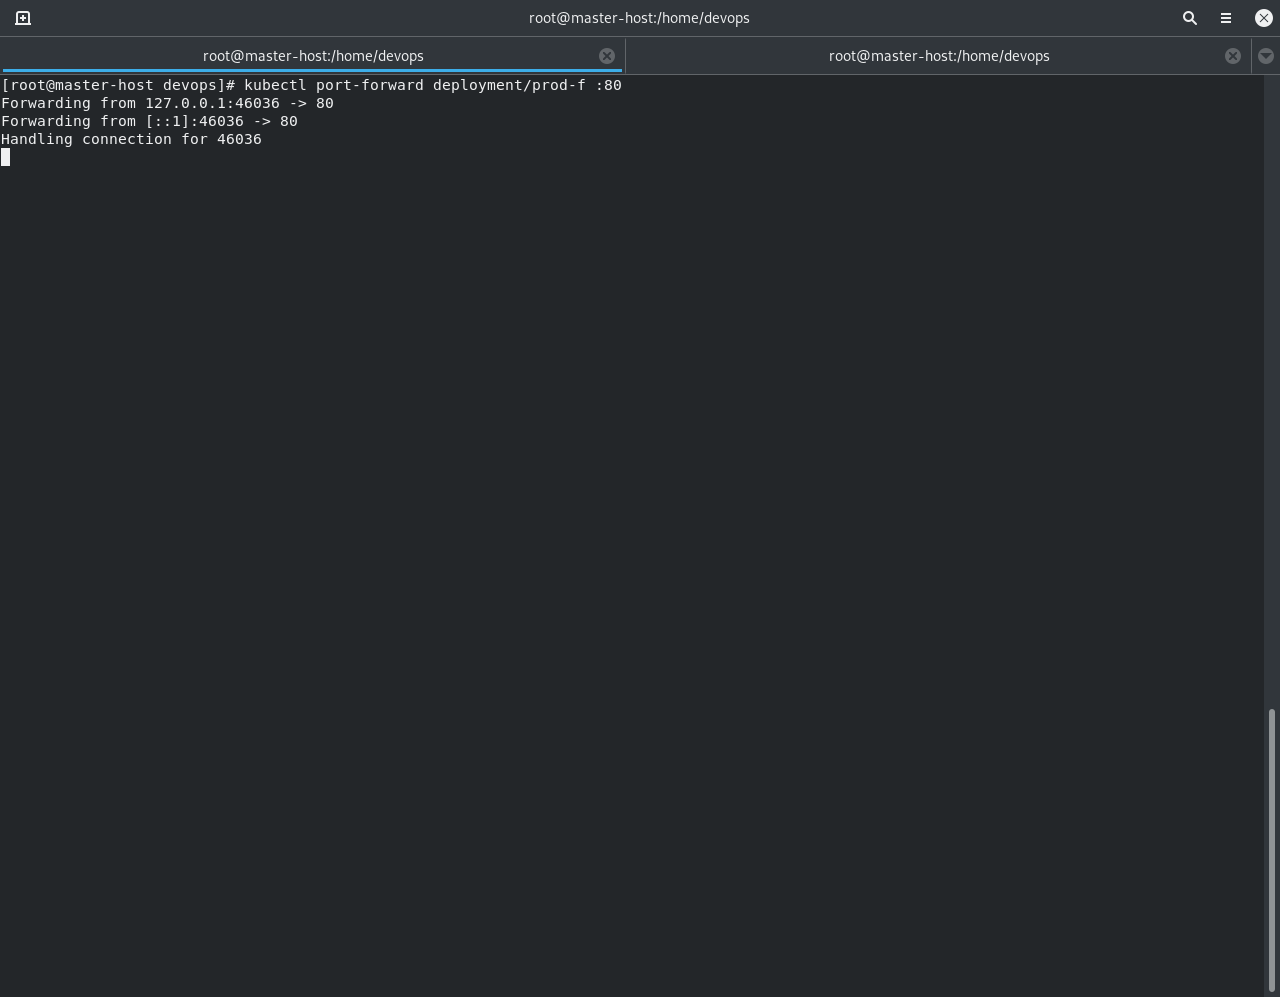 root@master-host:/home/devops
root@master-host:/home/devops
root@master-host:/home/devops
[root@master-host devops]# kubectl port-forward deployment/prod-f :80
Forwarding from 127.0.0.1:46036 -> 80
Forwarding from [::1]:46036 -> 80
Handling connection for 46036